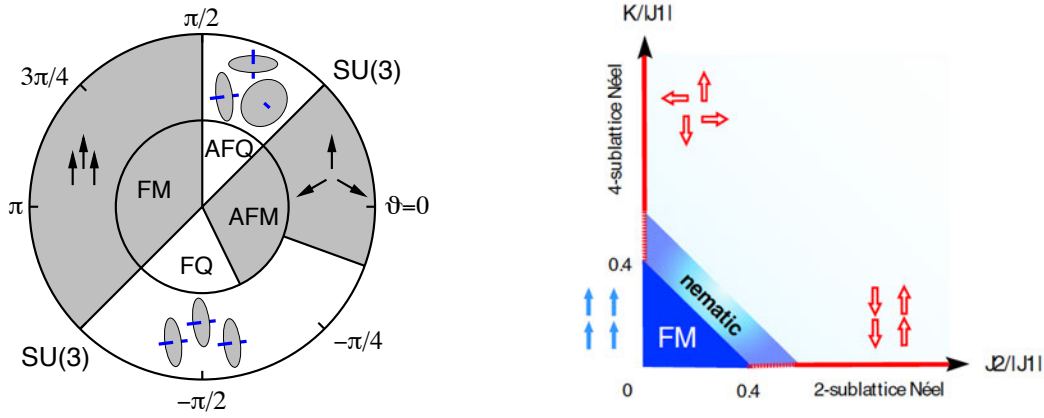 π/2
3π/4
SU(3)
AFQ
FM
AFM
π
ϑ=0
FQ
SU(3)
−π/4
−π/2
K/|J1|
4-sublattice Néel
0.4
nematic
FM
J2/|J1|
0
0.4
2-sublattice Néel